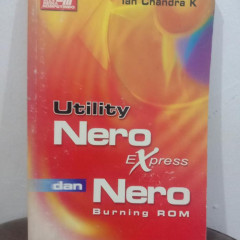 Ian Chandra K
Utility
Nero
Express
dan
Nero
Burning ROM